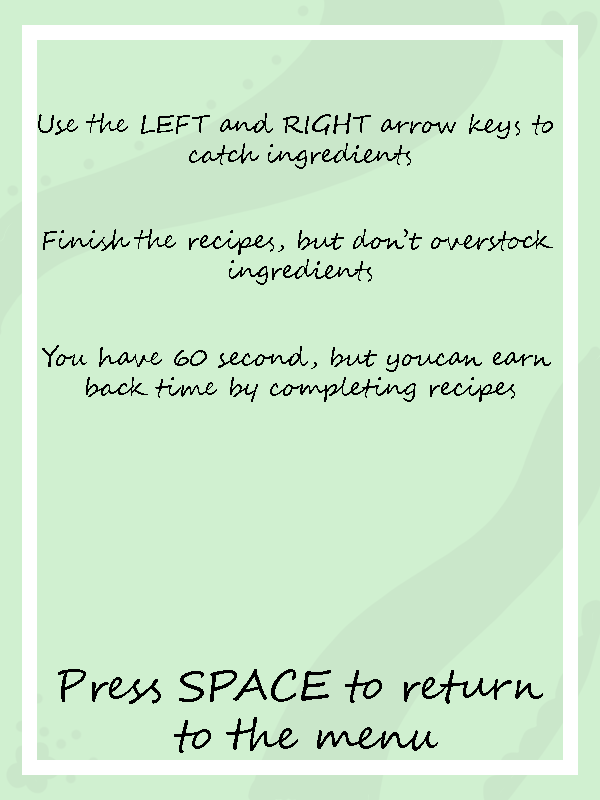 Use the LEFT and RIGHT arrow keys to
catch ingredients
Finish the recipes, but don't overstock
ingredients
You have 60 second, but youcan earn
back time by completing recipes
Press SPACE to return
to the menu